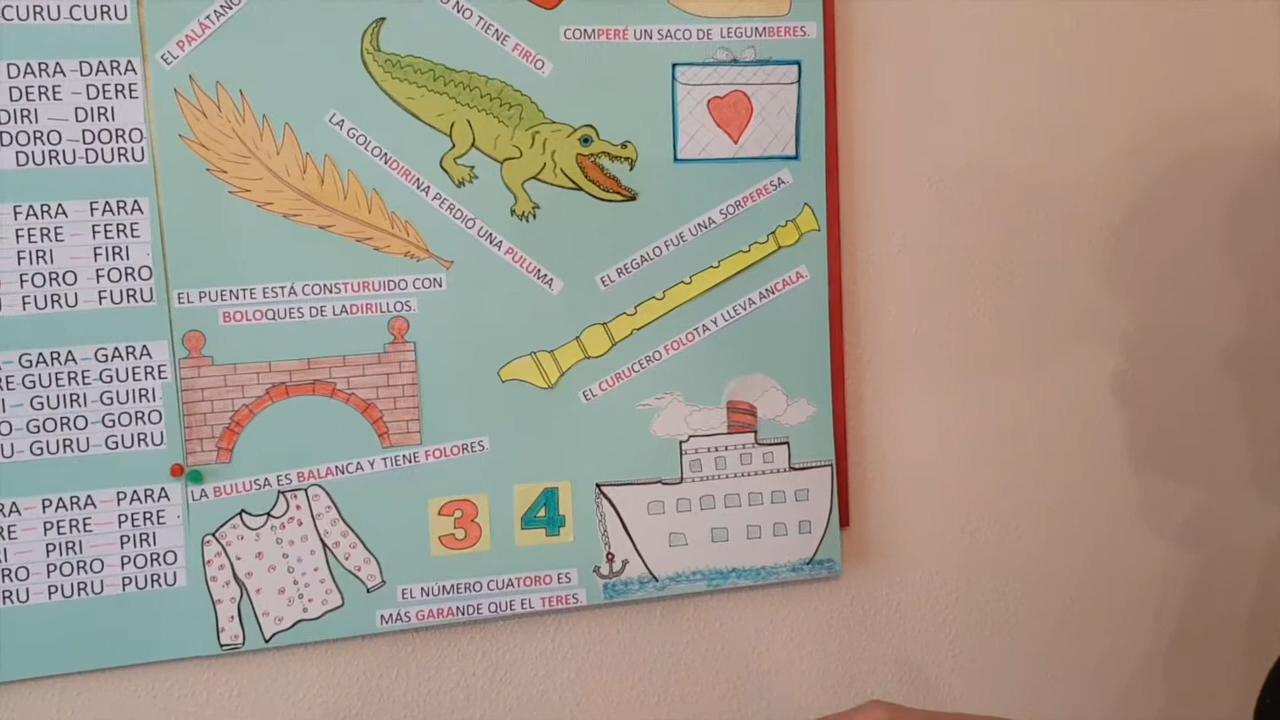 CURU-CURU
DARA-DARA
DERE-DERE
DIRI-DIRI
DORO-DORO
DURU-DURU
FARA-FARA
FERE-FERE
FIRI-FIRI
FORO-FORO
FURU-FURU
GARA-GARA
GUERE-GUERE
GUIRI-GUIRI
GORO-GORO
GURU-GURU
PARA-PARA
PERE-PERE
PIRI-PIRI
PORO PORO
PURU-PURU
EL PALÁTANO
NO TIENE FIRÍO.
COMPERÉ UN SACO DE LEGUMBERES.
LA GOLONDIRINA PERDIÓ UNA PULUMA.
EL REGALO FUE UNA SORPERESA.
EL PUENTE ESTÁ CONSTURUIDO CON
BOLOQUES DE LADIRILLOS.
EL CURUCERO FOLOTA Y LLEVA ANCALA.
LA BULUSA ES BALANCA Y TIENE FOLORES.
3 4
EL NÚMERO CUATORO ES
MÁS GARANDE QUE EL TERES.